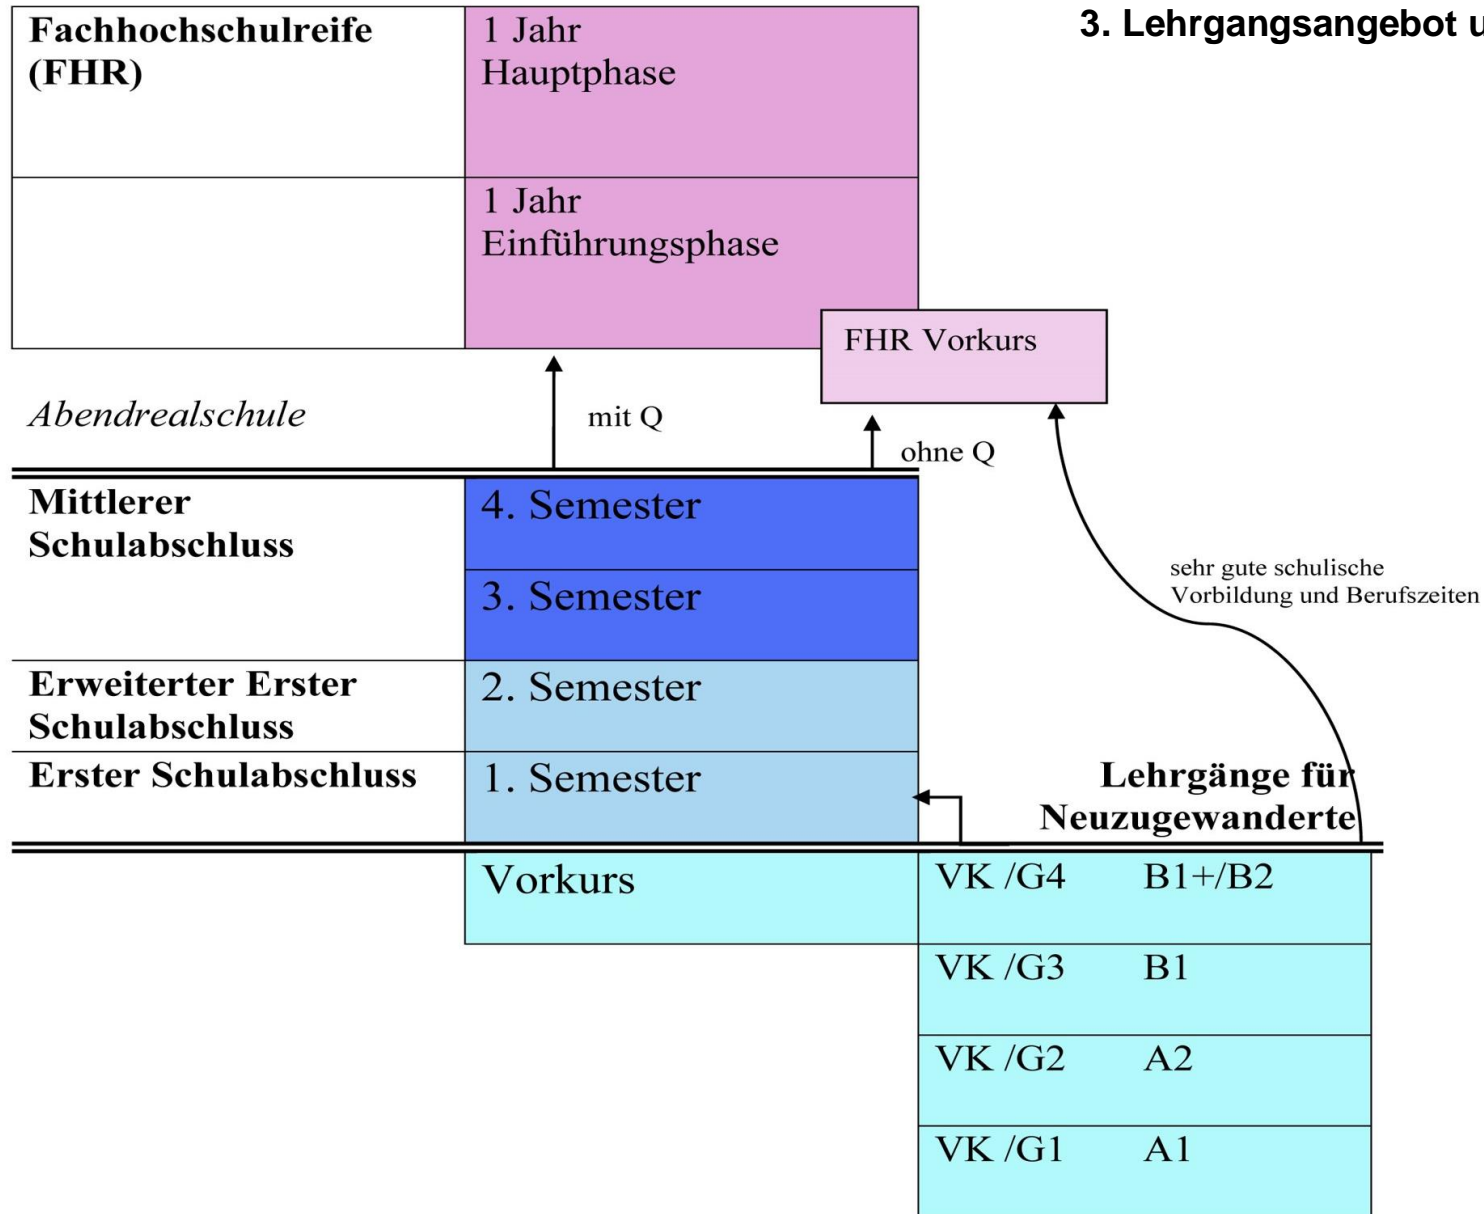 3. Lehrgangsangebot u
Fachhochschulreife
(FHR)
1 Jahr
Hauptphase
1 Jahr
Einführungsphase
FHR Vorkurs
Abendrealschule
mit Q
ohne Q
Mittlerer
Schulabschluss
4. Semester
3. Semester
sehr gute schulische
Vorbildung und Berufszeiten
Erweiterter Erster
Schulabschluss
2. Semester
Erster Schulabschluss
1. Semester
Lehrgänge für
Neuzugewanderte
Vorkurs
VK /G4 B1+/B2
VK /G3 B1
VK /G2 A2
VK /G1 A1